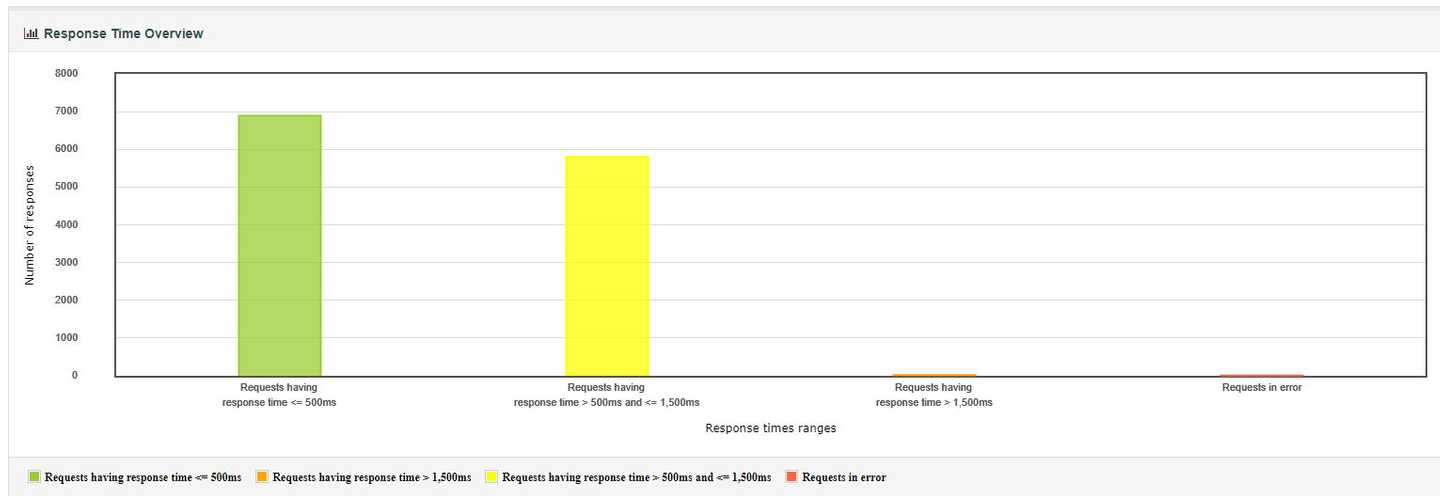 Response Time Overview
8000
7000
6000
5000
4000
3000
2000
1000
0
Number of responses
Requests having
response time <= 500ms
Requests having
response time > 500ms and <= 1,500ms
Requests having
response time > 1,500ms
Requests in error
Response times ranges
Requests having response time <= 500ms
Requests having response time > 1,500ms
Requests having response time > 500ms and <= 1,500ms
Requests in error